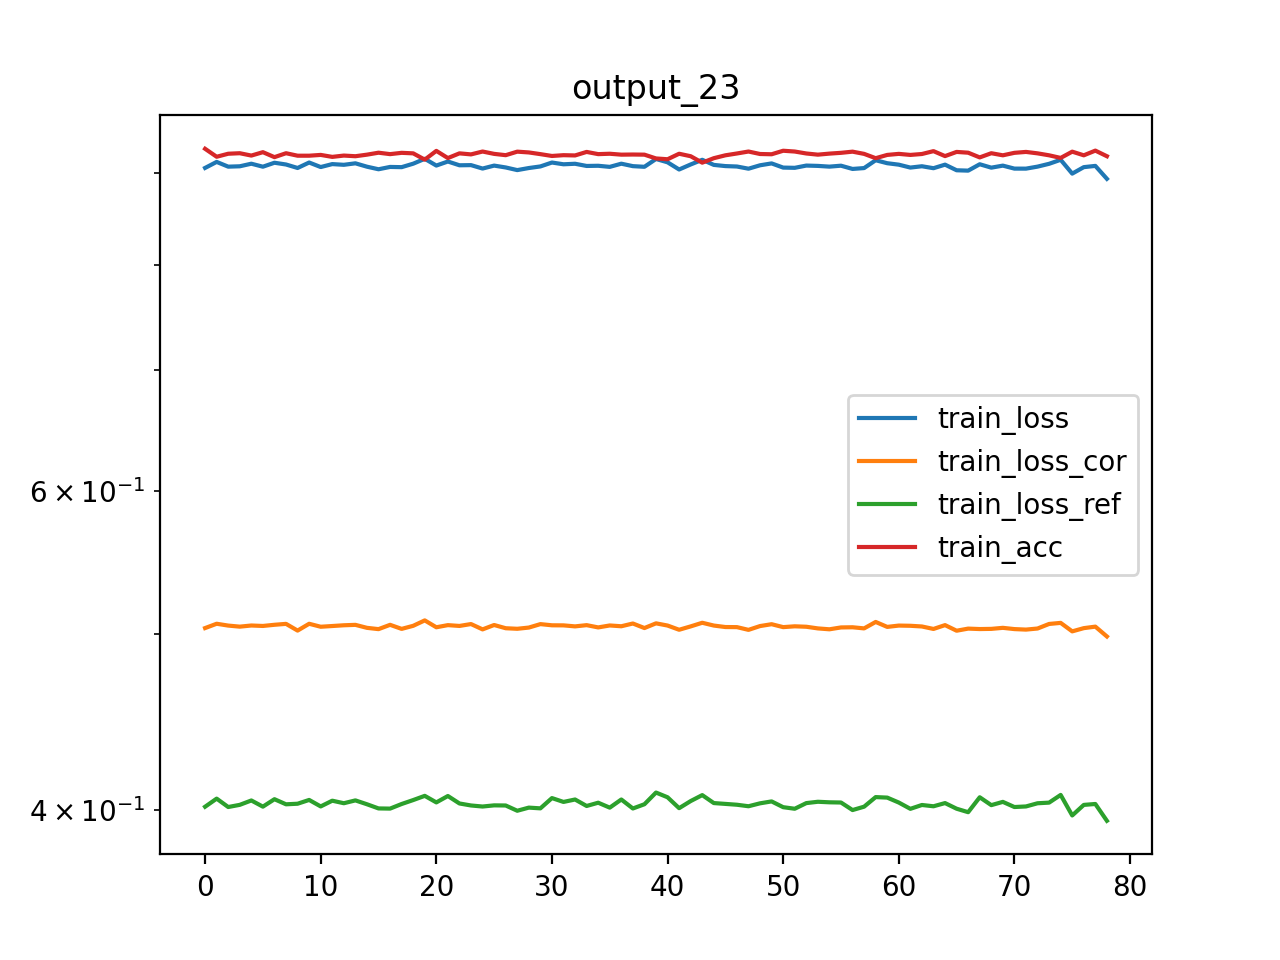 output_23
6 × 10⁻¹
4 × 10⁻¹
train_loss
train_loss_cor
train_loss_ref
train_acc
0 10 20 30 40 50 60 70 80